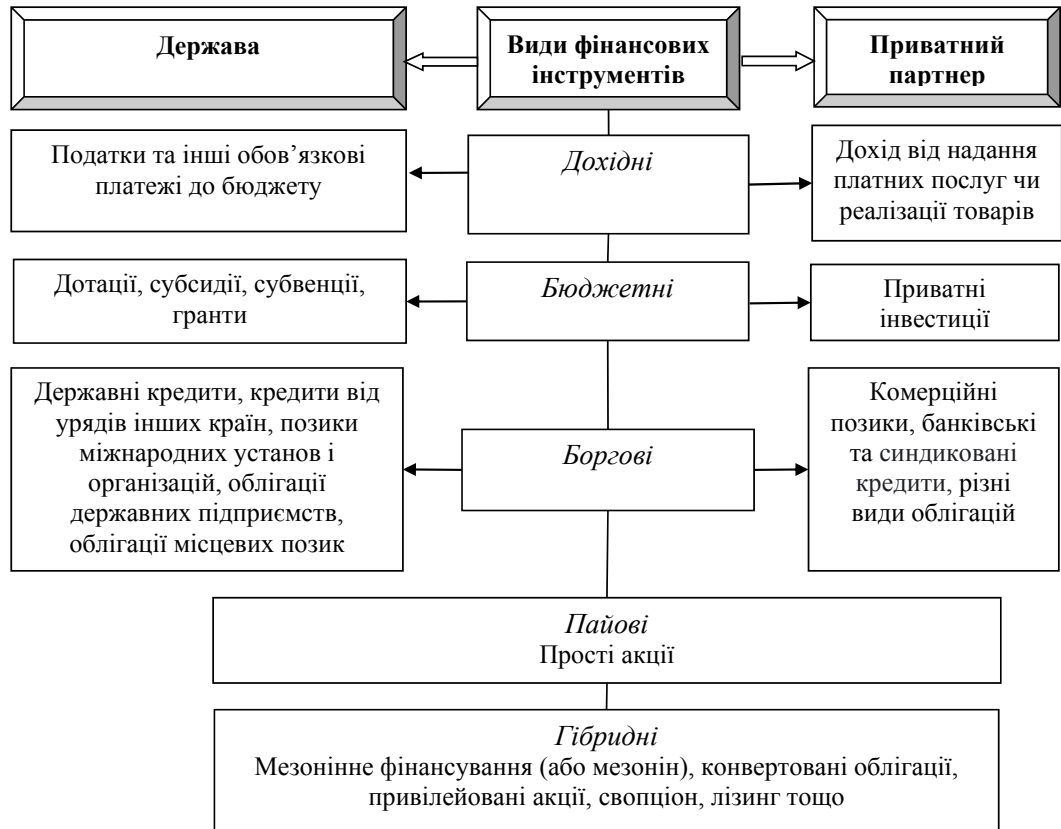 Держава
Види фінансових
інструментів
Приватний
партнер
Податки та інші обов’язкові
платежі до бюджету
Дохідні
Дохід від надання
платних послуг чи
реалізації товарів
Дотації, субсидії, субвенції,
гранти
Бюджетні
Приватні
інвестиції
Державні кредити, кредити від
урядів інших країн, позики
міжнародних установ і
організацій, облігації
державних підприємств,
облігації місцевих позик
Боргові
Комерційні
позики, банківські
та синдиковані
кредити, різні
види облігацій
Пайові
Прості акції
Гібридні
Мезонінне фінансування (або мезонін), конвертовані облігації,
привілейовані акції, свопціон, лізинг тощо